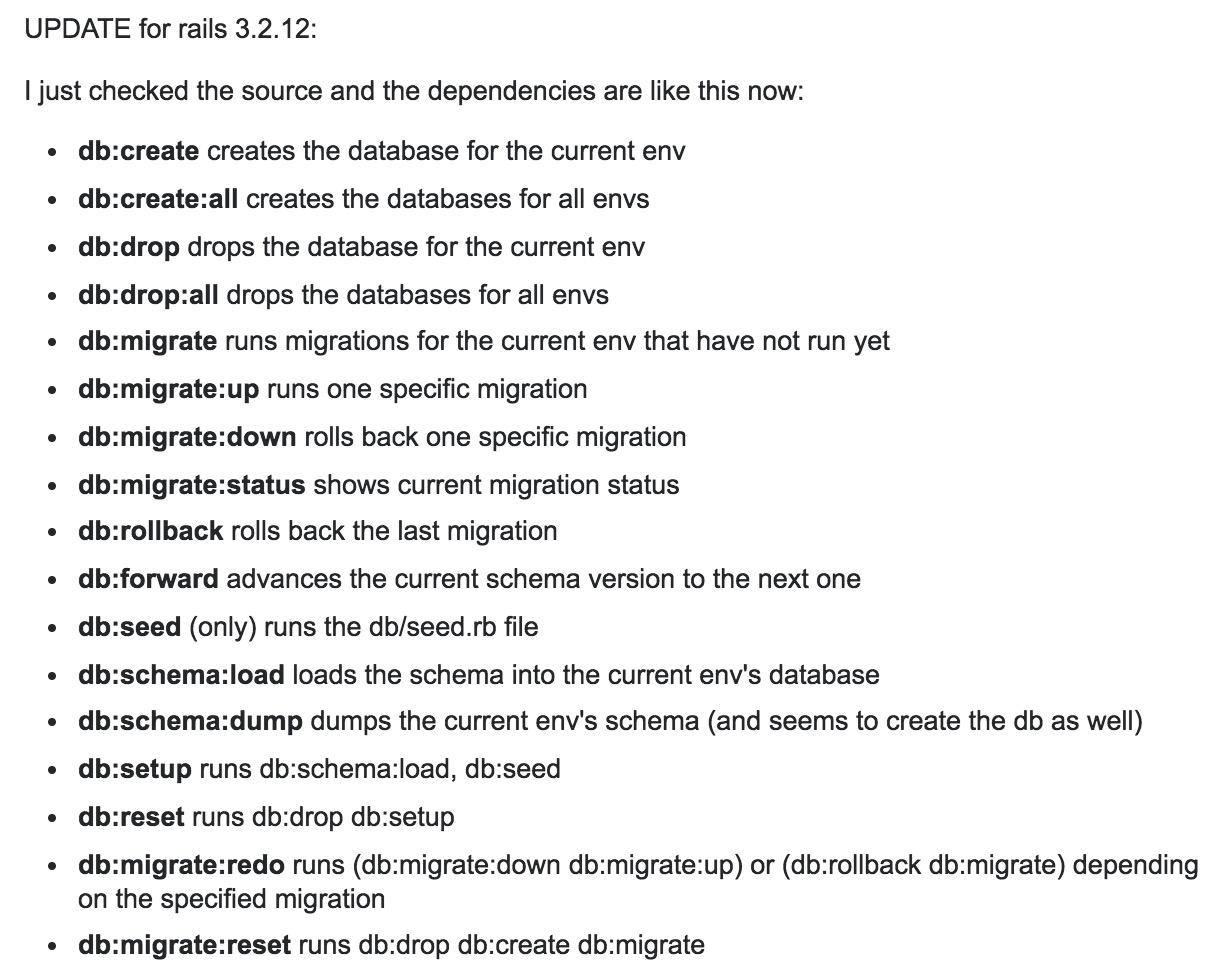 UPDATE for rails 3.2.12:
I just checked the source and the dependencies are like this now:
• db:create creates the database for the current env
• db:create:all creates the databases for all envs
• db:drop drops the database for the current env
• db:drop:all drops the databases for all envs
• db:migrate runs migrations for the current env that have not run yet
• db:migrate:up runs one specific migration
• db:migrate:down rolls back one specific migration
• db:migrate:status shows current migration status
• db:rollback rolls back the last migration
• db:forward advances the current schema version to the next one
• db:seed (only) runs the db/seed.rb file
• db:schema:load loads the schema into the current env's database
• db:schema:dump dumps the current env's schema (and seems to create the db as well)
• db:setup runs db:schema:load, db:seed
• db:reset runs db:drop db:setup
• db:migrate:redo runs (db:migrate:down db:migrate:up) or (db:rollback db:migrate) depending
on the specified migration
• db:migrate:reset runs db:drop db:create db:migrate